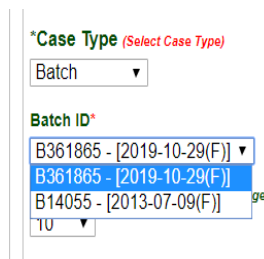 *Case Type (Select Case Type)
Batch
Batch ID*
B361865 - [2019-10-29(F)]
B361865 - [2019-10-29(F)]
B14055 - [2013-07-09(F)]
10